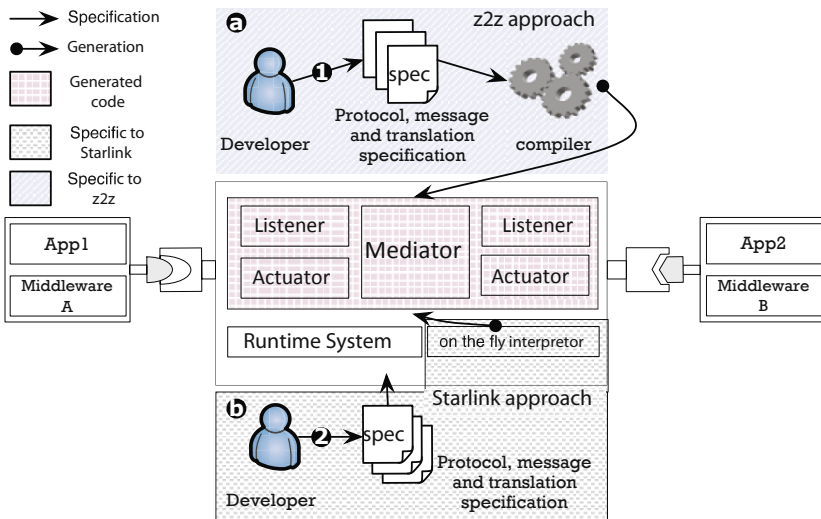 Specification
Generation
Generated
code
Specific to
Starlink
Specific to
z2z
a
z2z approach
1
spec
Developer
Protocol, message
and translation
specification
compiler
App1
Middleware
A
Listener
Actuator
Mediator
Listener
Actuator
App2
Middleware
B
Runtime System
on the fly interpretor
Starlink approach
b
2
spec
Developer
Protocol, message
and translation
specification